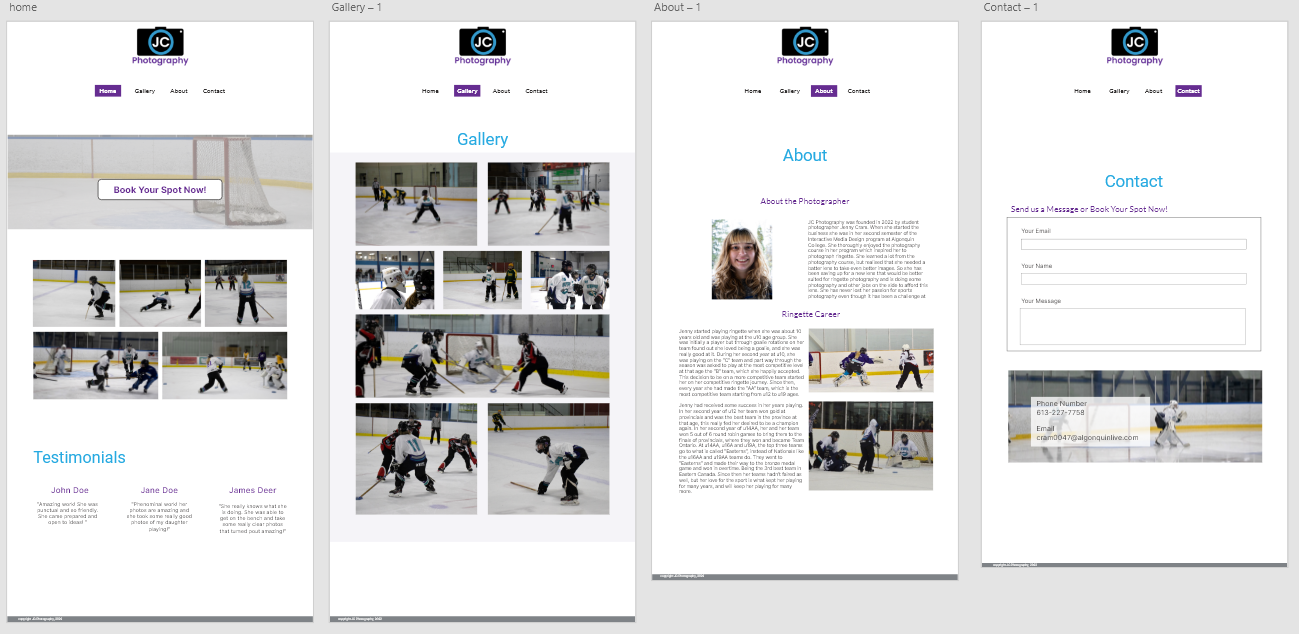 home
JC
Photography
Home Gallery About Contact
Book Your Spot Now!
Testimonials
John Doe
"Amazing work! She was
punctual and so friendly.
She came prepared and
open to ideas! "
Jane Doe
"Phenominal work! her
photos are amazing and
she took some really good
photos of my daughter
playing!"
James Deer
"She really knows what she
is doing. She was able to
get on the bench and take
some really clear photos
that turned out amazing!"
copyright JC Photography,
Gallery – 1
JC
Photography
Home Gallery About Contact
Gallery
copyright JC Photography,
About – 1
JC
Photography
Home Gallery About Contact
About
About the Photographer
JC Photography was founded in 2022 by student
photographer Jenny Cram. When she started the
business she was in her second semester of the
Interactive Media Design program at Algonquin
College. She thoroughly enjoyed the photography
course in her program which inspired her to
photograph ringette. She learned a lot from the
photography course, but realised that she needed a
better lens to take even better images. So she has
been saving up for a new lens that would be better
suited for ringette photography and is doing some
photography and other jobs on the side to afford this
lens. She has never lost her passion for sports
photography even though it has been a challenge at
Ringette Career
Jenny started playing ringette when she was about 10
years old and was playing at the u10 age group. She
was initially a player but through goalie rotations on her
team found out she loved being a goalie, and she was
really good at it. During her second year at u10, she
was playing on the "C" team and part way through the
season was asked to play at the most competitive level
at that age the "B" team, which she happily accepted.
This decision to be on a more competitive team started
her on her competitive ringette journey. Since then,
every year she had made the "AA" team, which is the
most competitive team starting from u12 to u19 ages.
Jenny had received some success in her years playing.
In her second year of u12 her team won gold at
provincials and was the best team in the province at
that age, this really fed her desired to be a champion
again. In her second year of u14AA, her and her team
won 5 out of 6 round robin games to bring them to the
finals of provincials, where they won and became Team
Ontario. At u14AA, u16A and u19A, the top three teams
go to what is called "Easterns", instead of Nationals like
the u16AA and u19AA teams do. They went to
"Easterns" and made their way to the bronze medal
game and won in overtime. Being the 3rd best team in
Eastern Canada. Since then her teams hadn't faired as
well, but her love for the sport is what kept her playing
for many years, and will keep her playing for many
more.
copyright JC Photography,
Contact – 1
JC
Photography
Home Gallery About Contact
Contact
Send us a Message or Book Your Spot Now!
Your Email
Your Name
Your Message
Phone Number
613-227-7758
Email
cram0047@algonquinlive.com
copyright JC Photography,